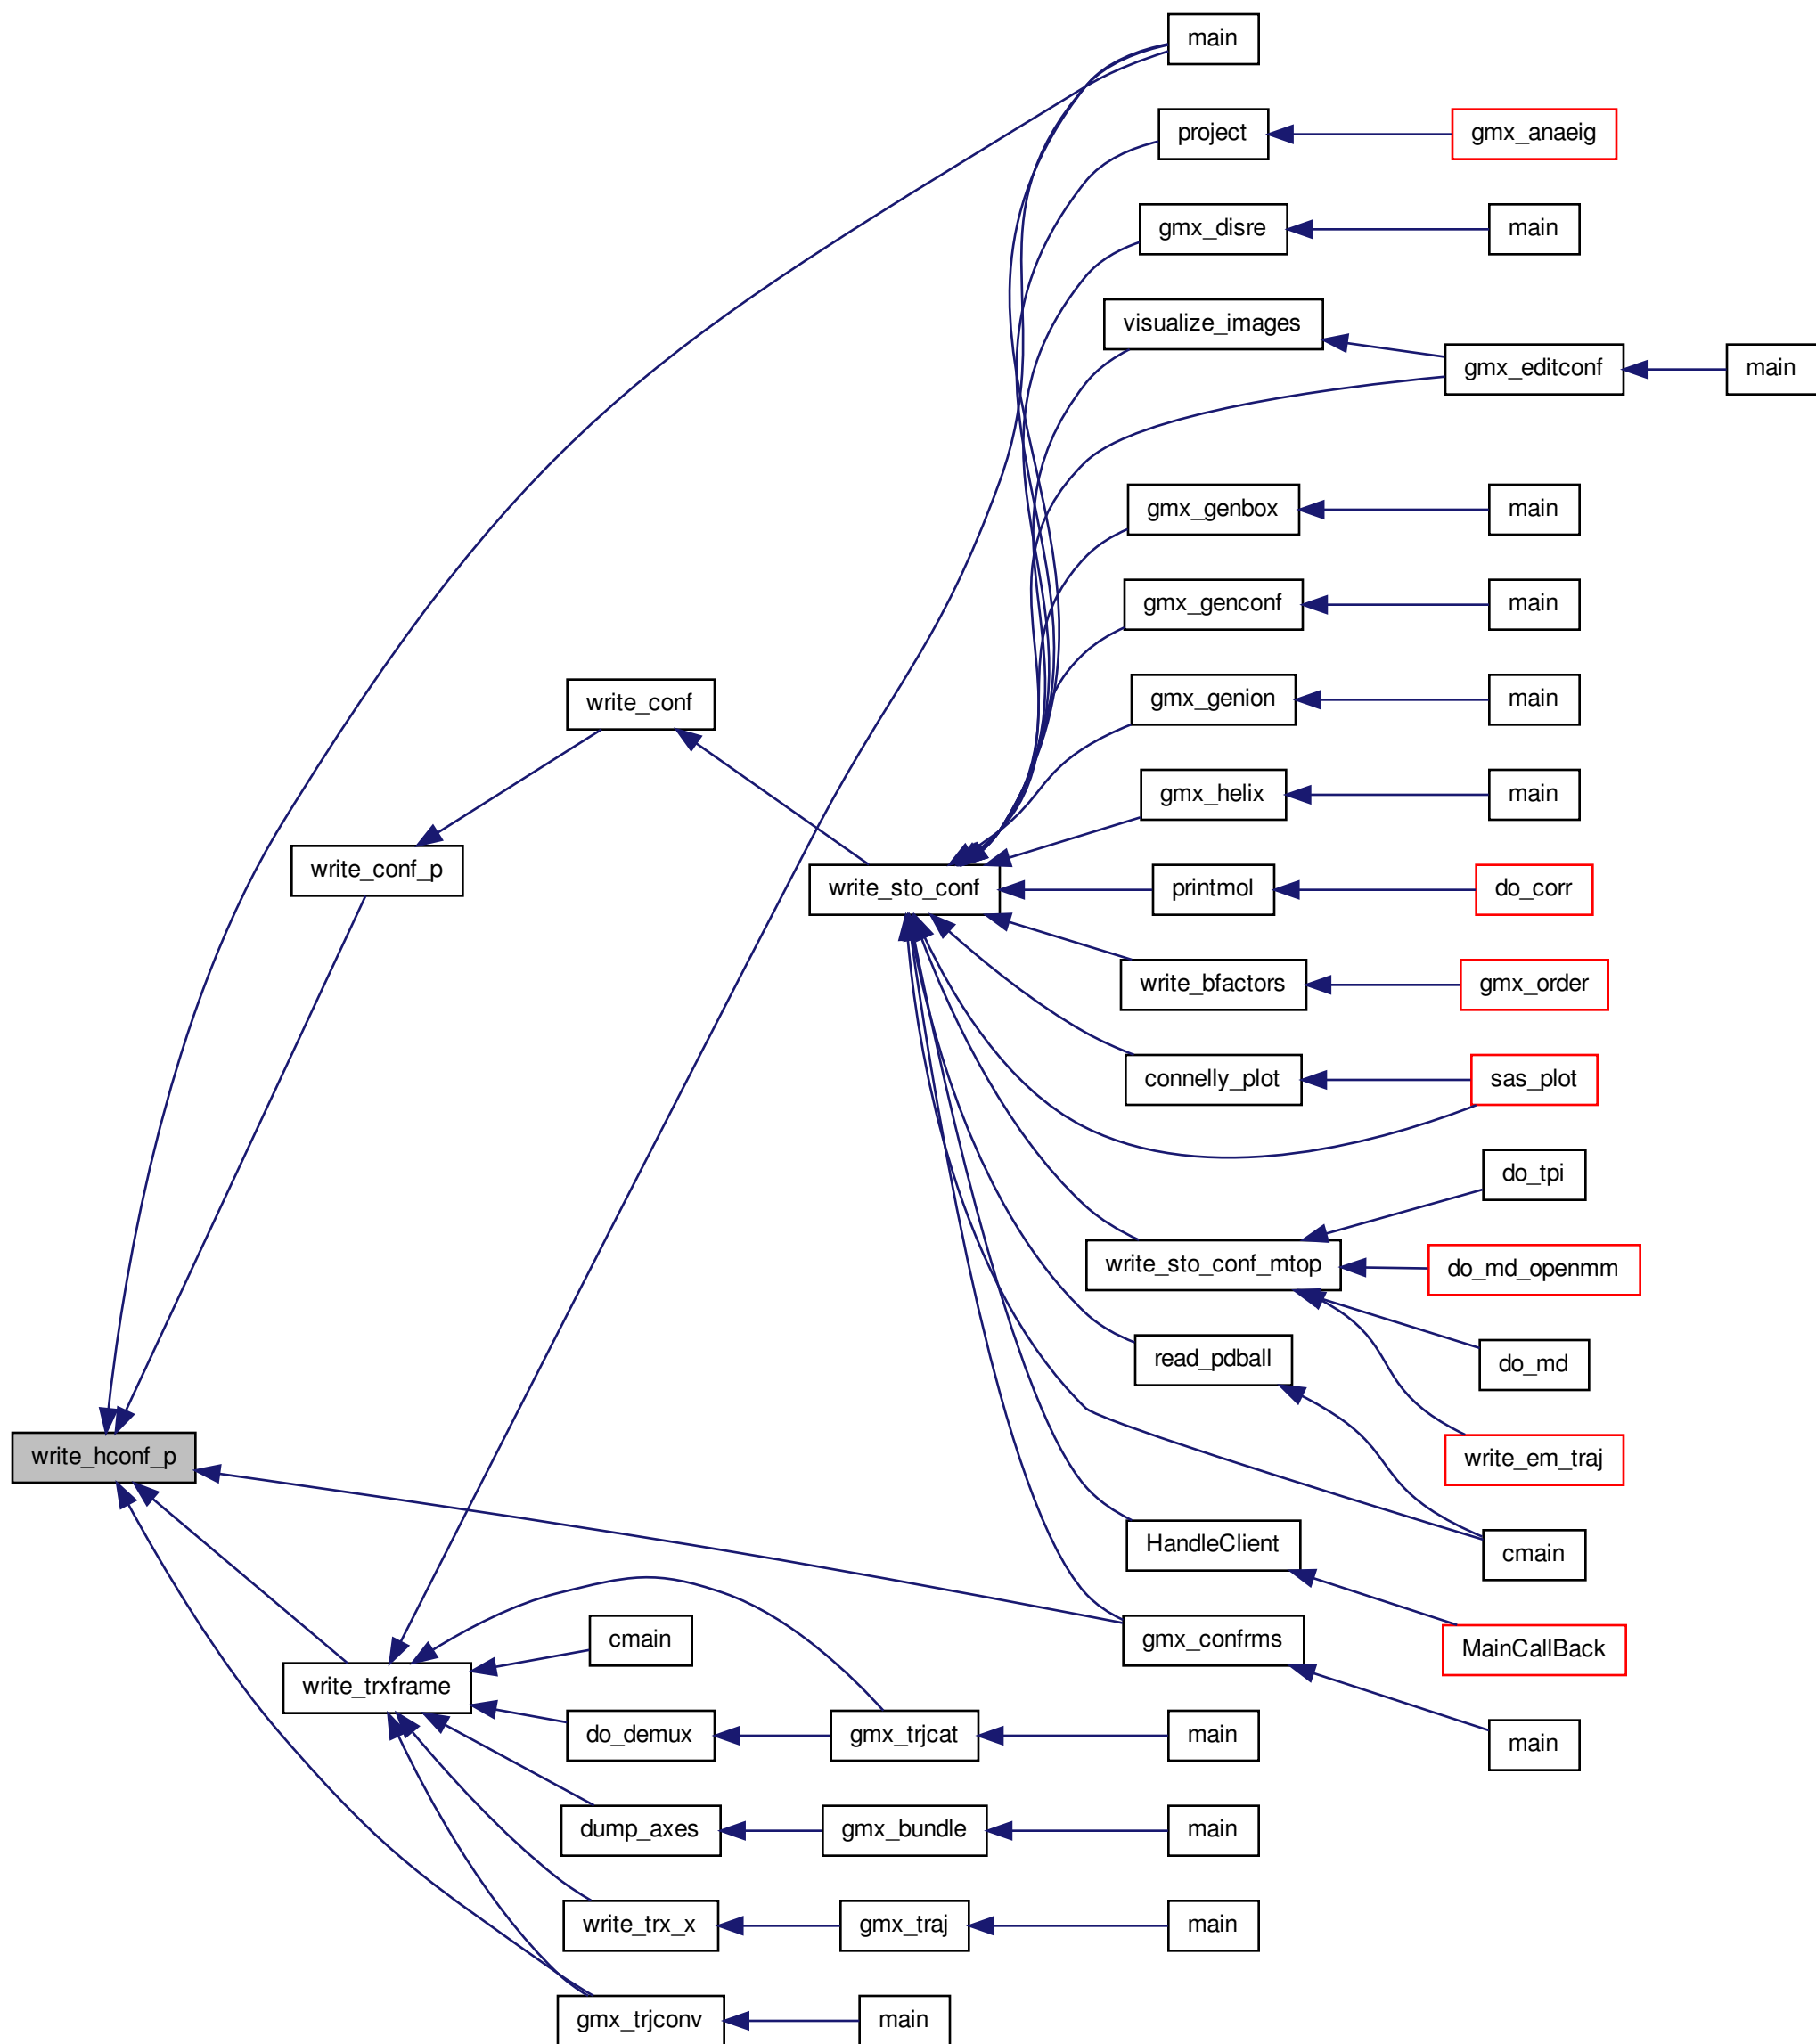 main
project
gmx_anaeig
gmx_disre
main
visualize_images
gmx_editconf
main
gmx_genbox
main
gmx_genconf
main
write_conf
gmx_genion
main
gmx_helix
main
write_conf_p
write_sto_conf
printmol
do_corr
write_bfactors
gmx_order
connelly_plot
sas_plot
do_tpi
write_sto_conf_mtop
do_md_openmm
read_pdball
do_md
write_hconf_p
write_em_traj
HandleClient
cmain
cmain
gmx_confrms
MainCallBack
write_trxframe
do_demux
gmx_trjcat
main
main
dump_axes
gmx_bundle
main
write_trx_x
gmx_traj
main
gmx_trjconv
main